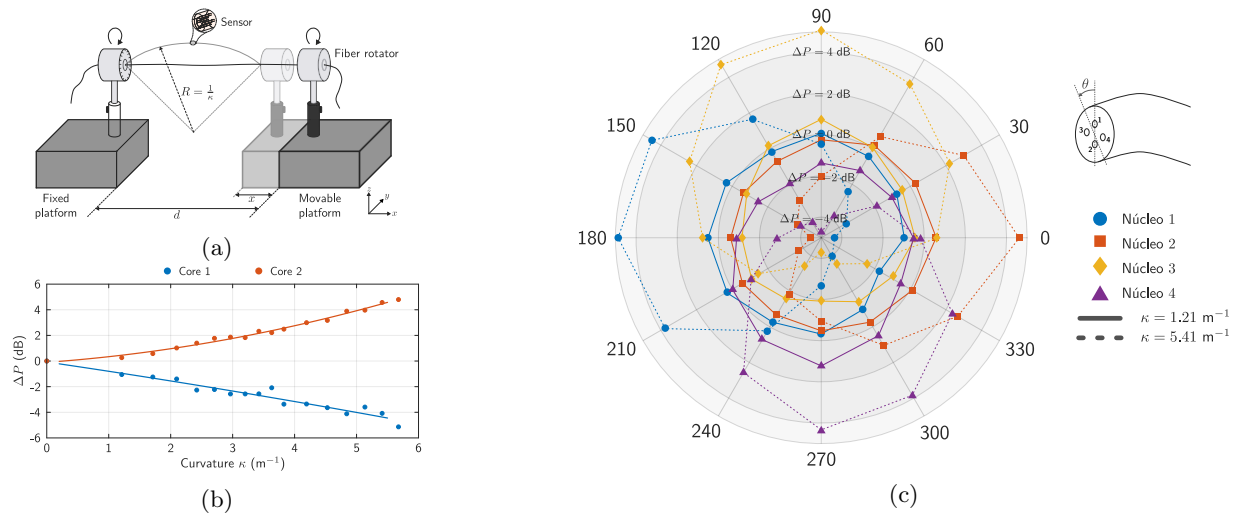 Sensor
Fiber rotator
R = 1/κ
Fixed
platform
x
Movable
platform
d
z
y
x
(a)
Core 1
Core 2
6
4
2
0
-2
-4
-6
ΔP (dB)
0
1
2
3
4
5
6
Curvature κ (m⁻¹)
(b)
90
120
60
150
30
180
0
210
330
240
300
270
ΔP = 4 dB
ΔP = 2 dB
ΔP = 0 dB
ΔP = −2 dB
ΔP = −4 dB
(c)
θ
1
3
4
2
Núcleo 1
Núcleo 2
Núcleo 3
Núcleo 4
κ = 1.21 m⁻¹
κ = 5.41 m⁻¹